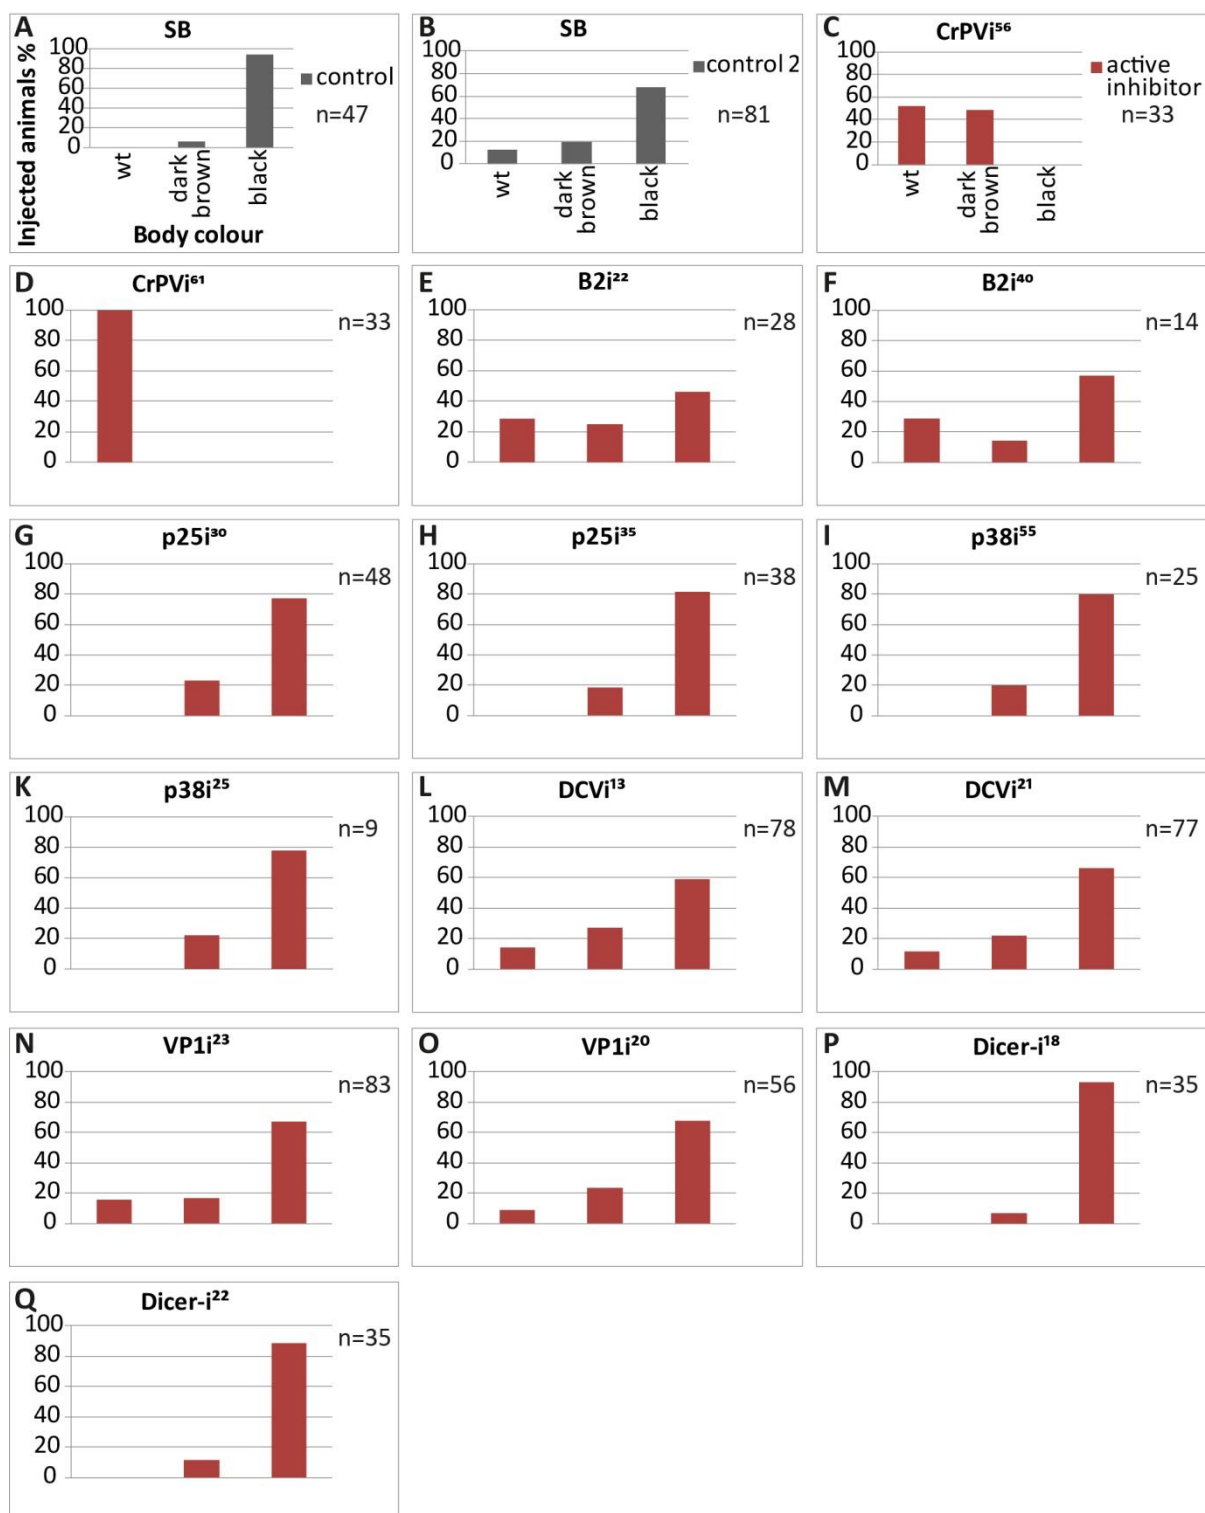 A
SB
Injected animals %
100
80
60
40
20
0
control
n=47
wt
dark
brown
black
Body colour
B
SB
100
80
60
40
20
0
control 2
n=81
wt
dark
brown
black
C
CrPVi⁵⁶
100
80
60
40
20
0
active
inhibitor
n=33
wt
dark
brown
black
D
CrPVi⁶¹
100
80
60
40
20
0
n=33
E
B2i²²
100
80
60
40
20
0
n=28
F
B2i⁴⁰
100
80
60
40
20
0
n=14
G
p25i³⁰
100
80
60
40
20
0
n=48
H
p25i³⁵
100
80
60
40
20
0
n=38
I
p38i⁵⁵
100
80
60
40
20
0
n=25
K
p38i²⁵
100
80
60
40
20
0
n=9
L
DCVi¹³
100
80
60
40
20
0
n=78
M
DCVi²¹
100
80
60
40
20
0
n=77
N
VP1i²³
100
80
60
40
20
0
n=83
O
VP1i²⁰
100
80
60
40
20
0
n=56
P
Dicer-i¹⁸
100
80
60
40
20
0
n=35
Q
Dicer-i²²
100
80
60
40
20
0
n=35